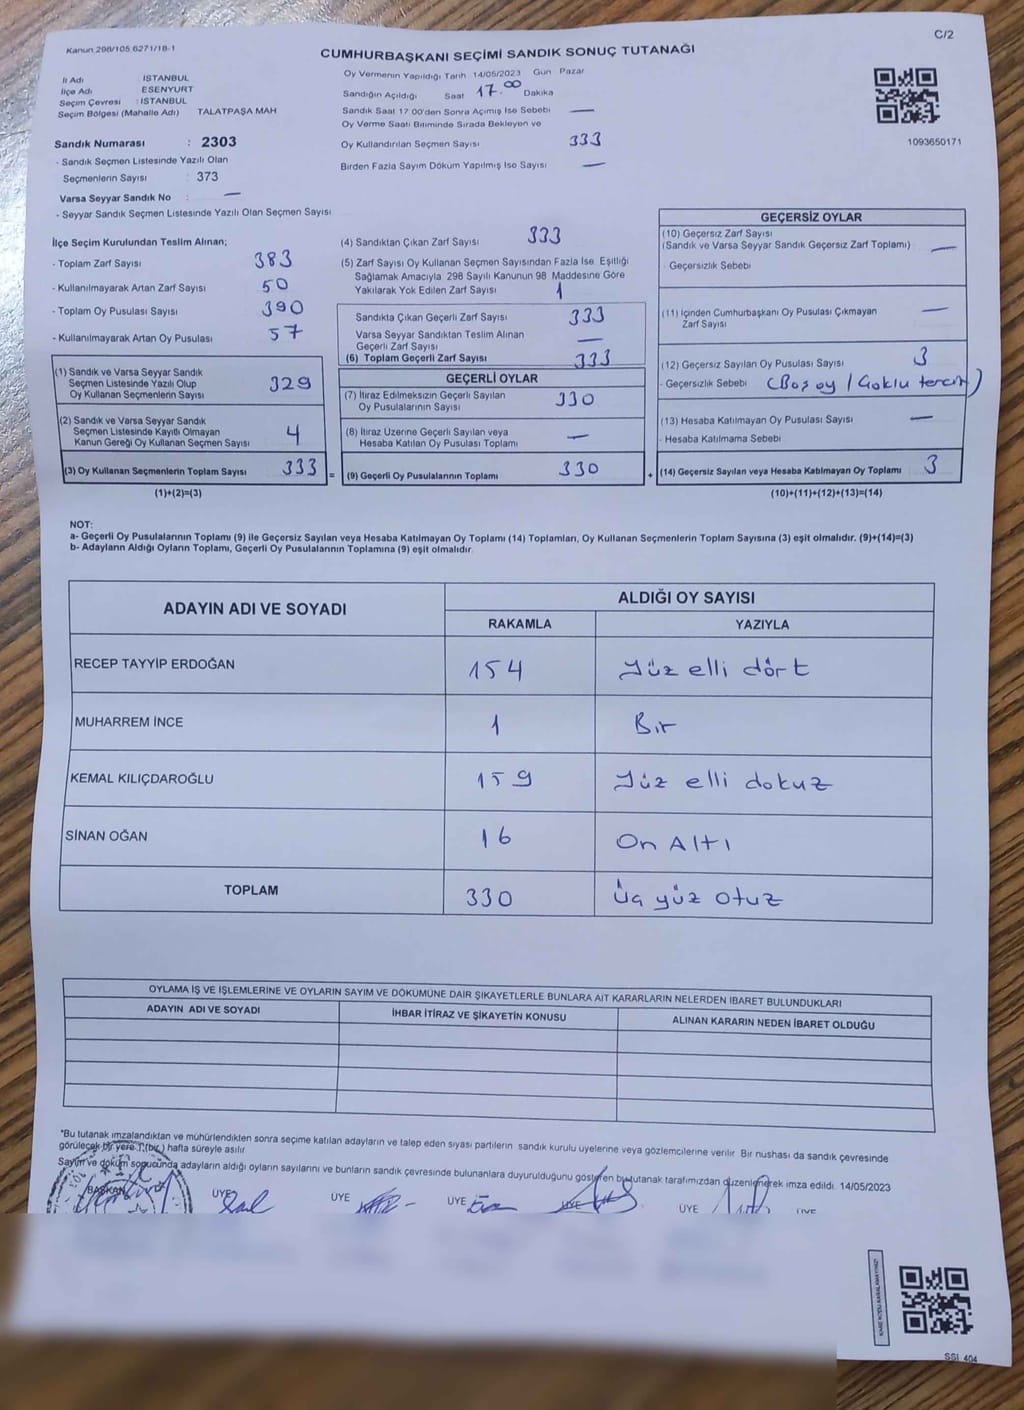 Kanun 298/105 6271/18-1
C/2
CUMHURBAŞKANI SEÇİMİ SANDIK SONUÇ TUTANAĞI
İl Adı İSTANBUL
İlçe Adı ESENYURT
Seçim Çevresi : İSTANBUL
Seçim Bölgesi (Mahalle Adı) TALATPAŞA MAH
Sandık Numarası : 2303
- Sandık Seçmen Listesinde Yazılı Olan
Seçmenlerin Sayısı : 373
Varsa Seyyar Sandık No : —
- Seyyar Sandık Seçmen Listesinde Yazılı Olan Seçmen Sayısı
Oy Vermenin Yapıldığı Tarih 14/05/2023 Gün Pazar
Sandığın Açıldığı Saat 17.00 Dakika
Sandık Saat 17 00'den Sonra Açımış İse Sebebi —
Oy Verme Saati Bitiminde Sırada Bekleyen ve
Oy Kullandırılan Seçmen Sayısı 333
Birden Fazla Sayım Döküm Yapılmış İse Sayısı —
1093650171
İlçe Seçim Kurulundan Teslim Alınan;
- Toplam Zarf Sayısı 383
- Kullanılmayarak Artan Zarf Sayısı 50
- Toplam Oy Pusulası Sayısı 390
- Kullanılmayarak Artan Oy Pusulası 57
(1) Sandık ve Varsa Seyyar Sandık
Seçmen Listesinde Yazılı Olup
Oy Kullanan Seçmenlerin Sayısı 329
(2) Sandık ve Varsa Seyyar Sandık
Seçmen Listesinde Kayıtlı Olmayan
Kanun Gereği Oy Kullanan Seçmen Sayısı 4
(3) Oy Kullanan Seçmenlerin Toplam Sayısı 333 =
(1)+(2)=(3)
(4) Sandıktan Çıkan Zarf Sayısı 333
(5) Zarf Sayısı Oy Kullanan Seçmen Sayısından Fazla İse Eşitliği
Sağlamak Amacıyla 298 Sayılı Kanunun 98 Maddesine Göre
Yakılarak Yok Edilen Zarf Sayısı 1
Sandıkta Çıkan Geçerli Zarf Sayısı 333
Varsa Seyyar Sandıktan Teslim Alınan
Geçerli Zarf Sayısı —
(6) Toplam Geçerli Zarf Sayısı 333
GEÇERLİ OYLAR
(7) İtiraz Edilmeksizin Geçerli Sayılan
Oy Pusulalarının Sayısı 330
(8) İtiraz Üzerine Geçerli Sayılan veya
Hesaba Katılan Oy Pusulası Toplamı —
(9) Geçerli Oy Pusulalarının Toplamı 330 +
GEÇERSİZ OYLAR
(10) Geçersiz Zarf Sayısı
(Sandık ve Varsa Seyyar Sandık Geçersiz Zarf Toplamı) —
- Geçersizlik Sebebi
(11) İçinden Cumhurbaşkanı Oy Pusulası Çıkmayan
Zarf Sayısı —
(12) Geçersiz Sayılan Oy Pusulası Sayısı 3
- Geçersizlik Sebebi (Boş oy / Çoklu tercih)
(13) Hesaba Katılmayan Oy Pusulası Sayısı —
- Hesaba Katılmama Sebebi
(14) Geçersiz Sayılan veya Hesaba Katılmayan Oy Toplamı 3
(10)+(11)+(12)+(13)=(14)
NOT:
a- Geçerli Oy Pusulalarının Toplamı (9) ile Geçersiz Sayılan veya Hesaba Katılmayan Oy Toplamı (14) Toplamları, Oy Kullanan Seçmenlerin Toplam Sayısına (3) eşit olmalıdır. (9)+(14)=(3)
b- Adayların Aldığı Oyların Toplamı, Geçerli Oy Pusulalarının Toplamına (9) eşit olmalıdır.
ADAYIN ADI VE SOYADI ALDIĞI OY SAYISI
RAKAMLA YAZIYLA
RECEP TAYYİP ERDOĞAN 154 Yüz elli dört
MUHARREM İNCE 1 Bir
KEMAL KILIÇDAROĞLU 159 Yüz elli dokuz
SİNAN OĞAN 16 On Altı
TOPLAM 330 Üç yüz otuz
OYLAMA İŞ VE İŞLEMLERİNE VE OYLARIN SAYIM VE DÖKÜMÜNE DAİR ŞİKAYETLERLE BUNLARA AİT KARARLARIN NELERDEN İBARET BULUNDUKLARI
ADAYIN ADI VE SOYADI İHBAR İTİRAZ VE ŞİKAYETİN KONUSU ALINAN KARARIN NEDEN İBARET OLDUĞU
*Bu tutanak imzalandıktan ve mühürlendikten sonra seçime katılan adayların ve talep eden siyasi partilerin sandık kurulu üyelerine veya gözlemcilerine verilir Bir nushası da sandık çevresinde
görülecek bir yere 1 (bir) hafta süreyle asılır
Sayım ve döküm sonucunda adayların aldığı oyların sayılarını ve bunların sandık çevresinde bulunanlara duyurulduğunu gösteren bu tutanak tarafımızdan düzenlenerek imza edildi. 14/05/2023
BAŞKAN ÜYE ÜYE ÜYE ÜYE ÜYE ÜYE
KARE KODU KARALAMAYINIZ!
SSİ 404